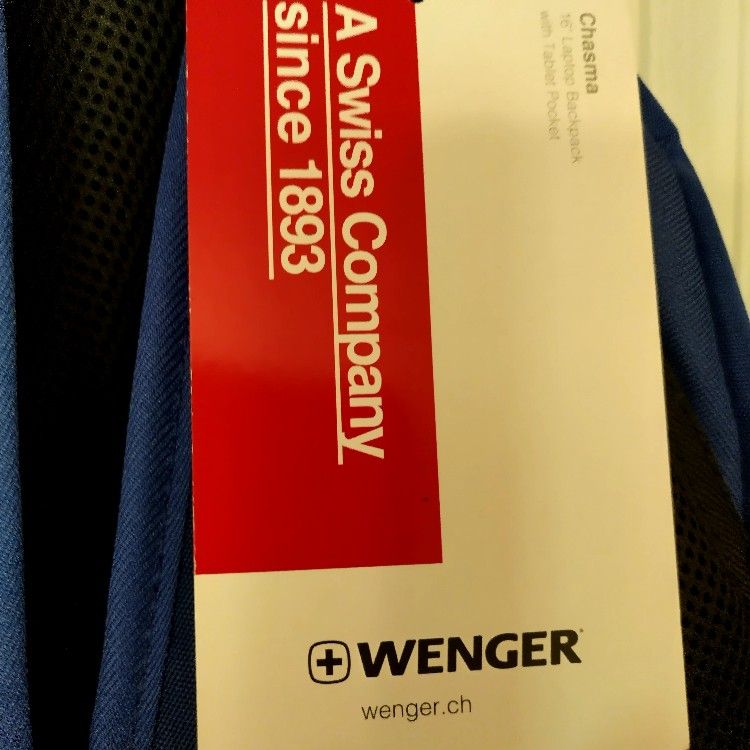 A Swiss Company
since 1893
Chasma
16" Laptop Backpack
with Tablet Pocket
WENGER
wenger.ch